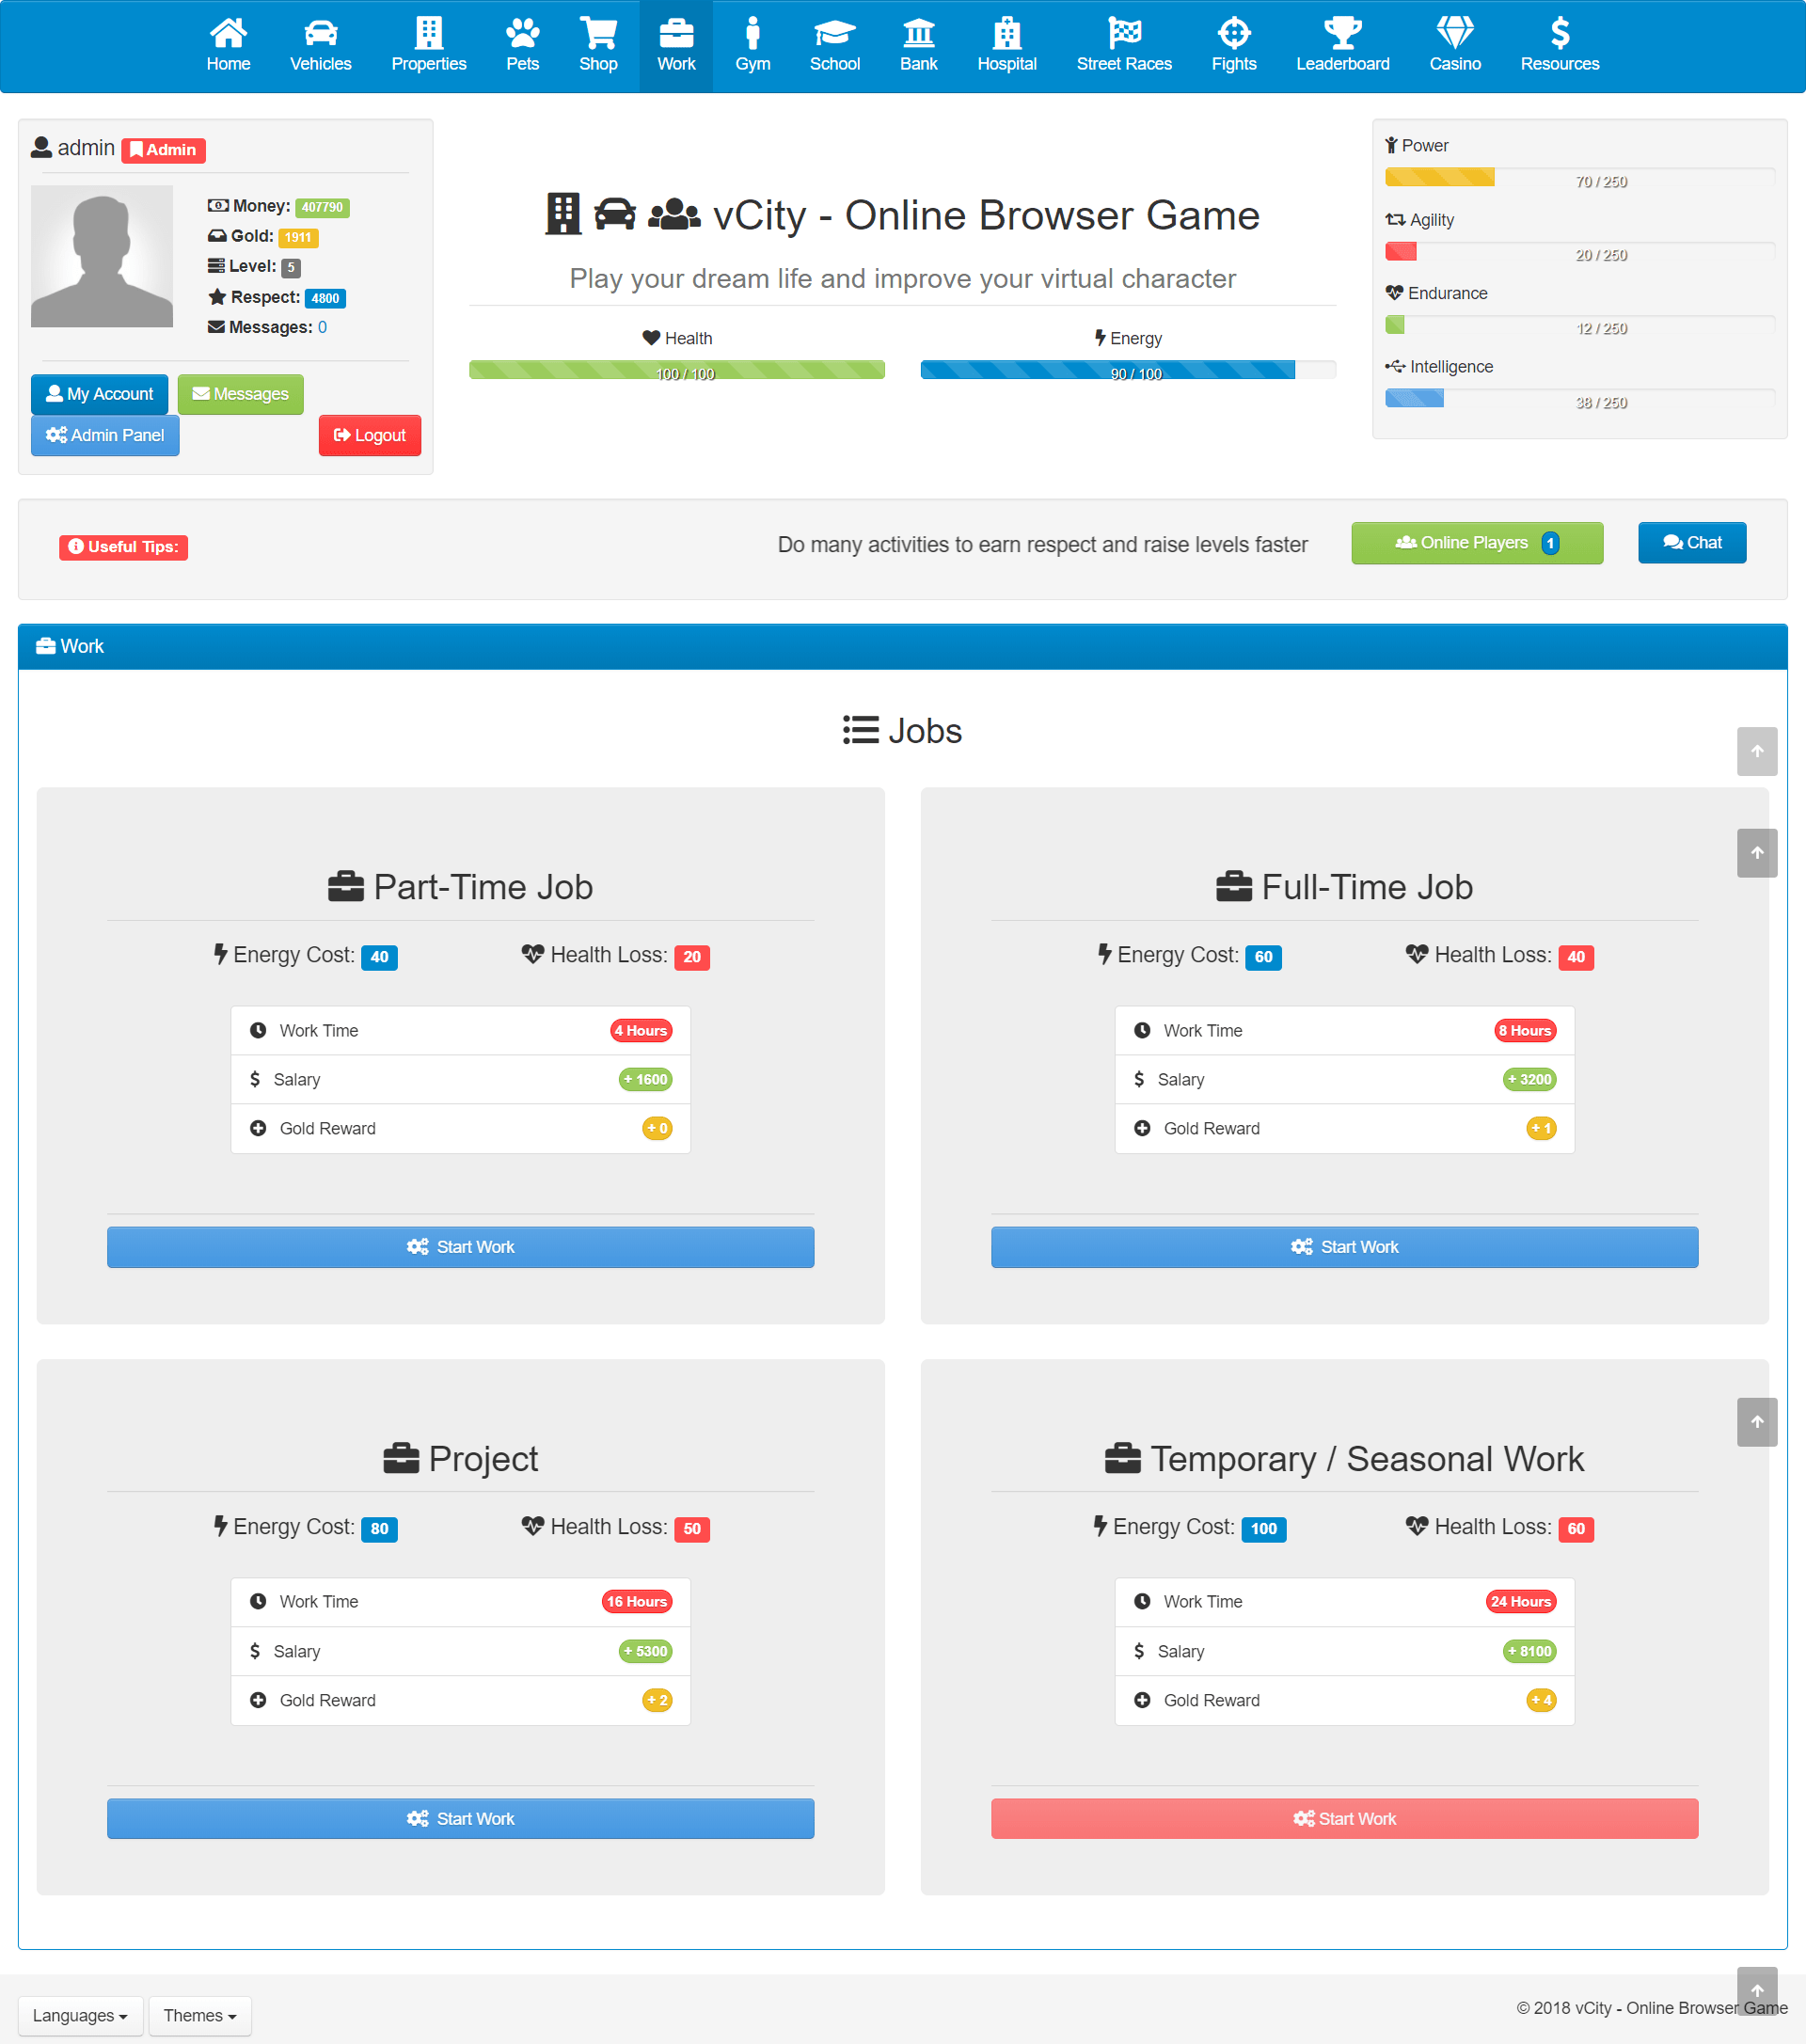 Home Vehicles Properties Pets Shop Work Gym School Bank Hospital Street Races Fights Leaderboard Casino Resources
admin Admin
Money: 407790
Gold: 1911
Level: 5
Respect: 4800
Messages: 0
My Account Messages
Admin Panel Logout
vCity - Online Browser Game
Play your dream life and improve your virtual character
Health Energy
100 / 100 90 / 100
Power
70 / 250
Agility
20 / 250
Endurance
12 / 250
Intelligence
38 / 250
Useful Tips: Do many activities to earn respect and raise levels faster Online Players 1 Chat
Work
Jobs
Part-Time Job
Energy Cost: 40 Health Loss: 20
Work Time 4 Hours
$ Salary + 1600
Gold Reward + 0
Start Work
Full-Time Job
Energy Cost: 60 Health Loss: 40
Work Time 8 Hours
$ Salary + 3200
Gold Reward + 1
Start Work
Project
Energy Cost: 80 Health Loss: 50
Work Time 16 Hours
$ Salary + 5300
Gold Reward + 2
Start Work
Temporary / Seasonal Work
Energy Cost: 100 Health Loss: 60
Work Time 24 Hours
$ Salary + 8100
Gold Reward + 4
Start Work
Languages Themes
© 2018 vCity - Online Browser Game